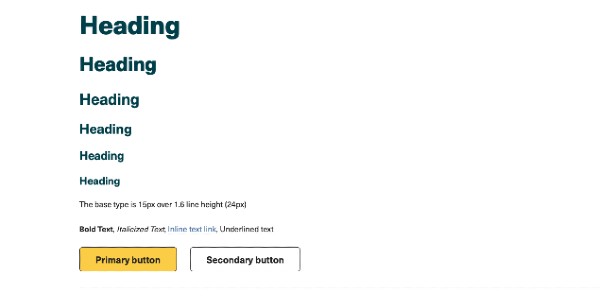 Heading
Heading
Heading
Heading
Heading
Heading
The base type is 15px over 1.6 line height (24px)
Bold Text, Italicized Text, Inline text link, Underlined text
Primary button Secondary button